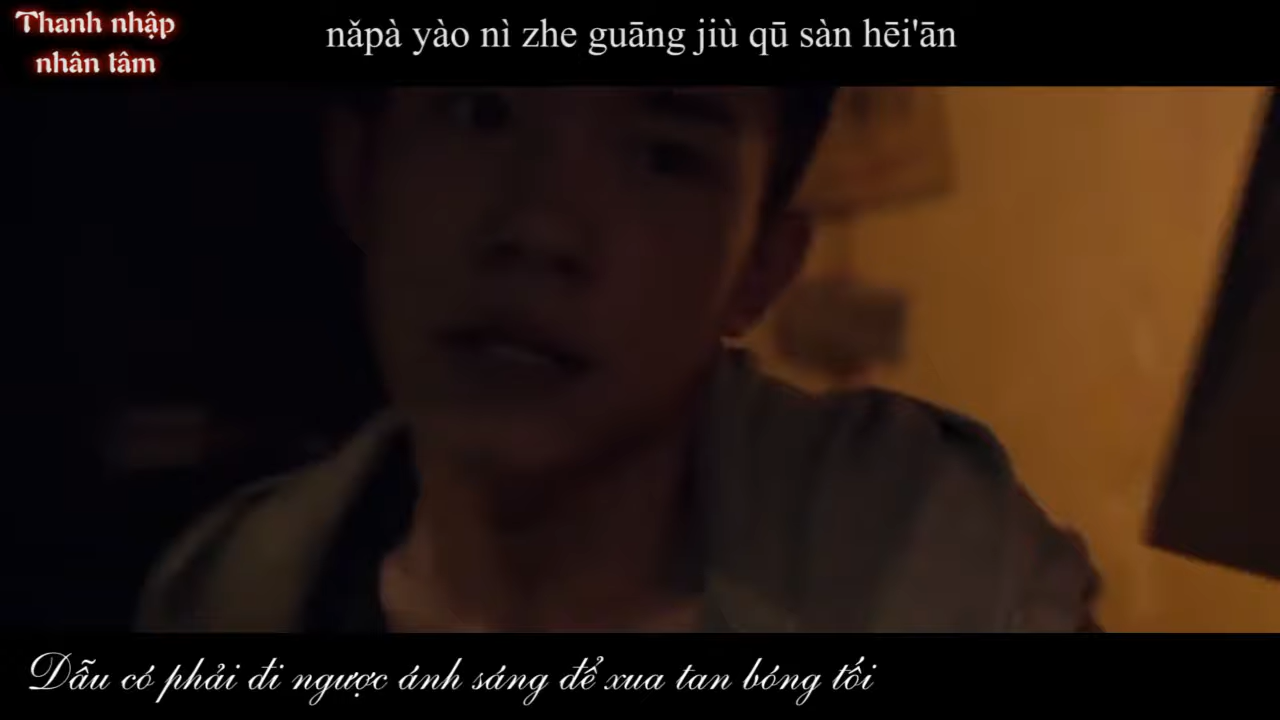 Thanh nhập
nhân tâm
nǎpà yào nì zhe guāng jiù qū sàn hēi'ān
Dẫu có phải đi ngược ánh sáng để xua tan bóng tối